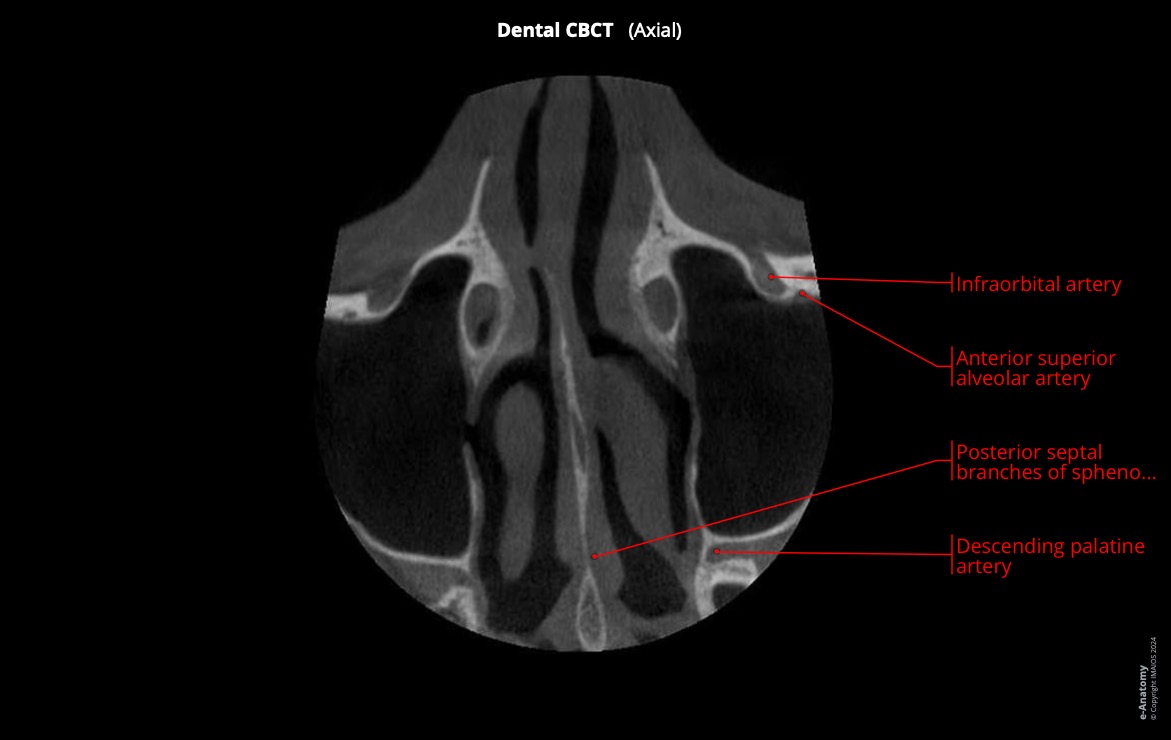 Dental CBCT (Axial)
Infraorbital artery
Anterior superior
alveolar artery
Posterior septal
branches of spheno...
Descending palatine
artery
e-Anatomy
© Copyright IMAIOS 2024